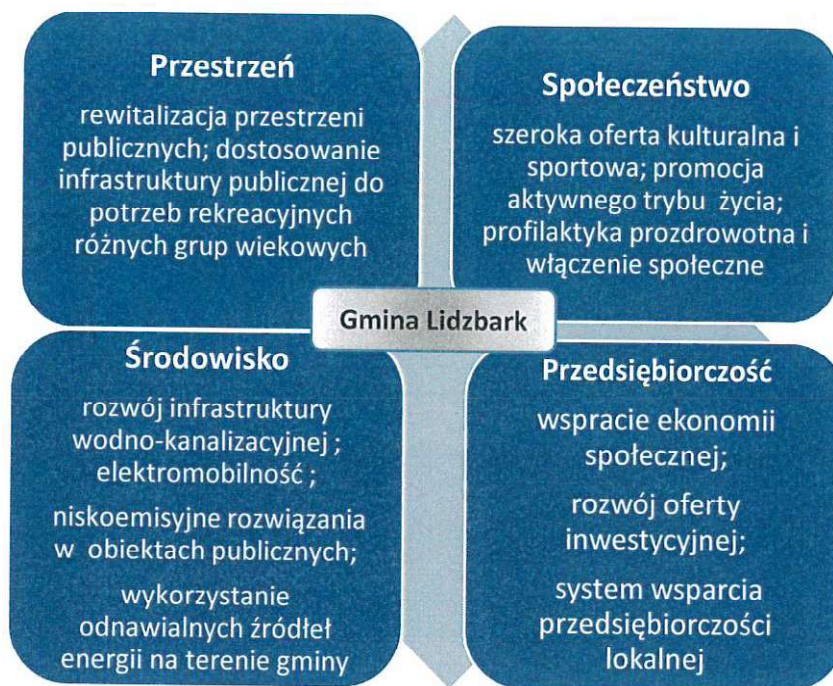 Przestrzeń
rewitalizacja przestrzeni
publicznych; dostosowanie
infrastruktury publicznej do
potrzeb rekreacyjnych
różnych grup wiekowych
Społeczeństwo
szeroka oferta kulturalna i
sportowa; promocja
aktywnego trybu życia;
profilaktyka prozdrowotna i
włączenie społeczne
Gmina Lidzbark
Środowisko
rozwój infrastruktury
wodno-kanalizacyjnej ;
elektromobilność ;
niskoemisyjne rozwiązania
w obiektach publicznych;
wykorzystanie
odnawialnych źródłeł
energii na terenie gminy
Przedsiębiorczość
wspracie ekonomii
społecznej;
rozwój oferty
inwestycyjnej;
system wsparcia
przedsiębiorczości
lokalnej